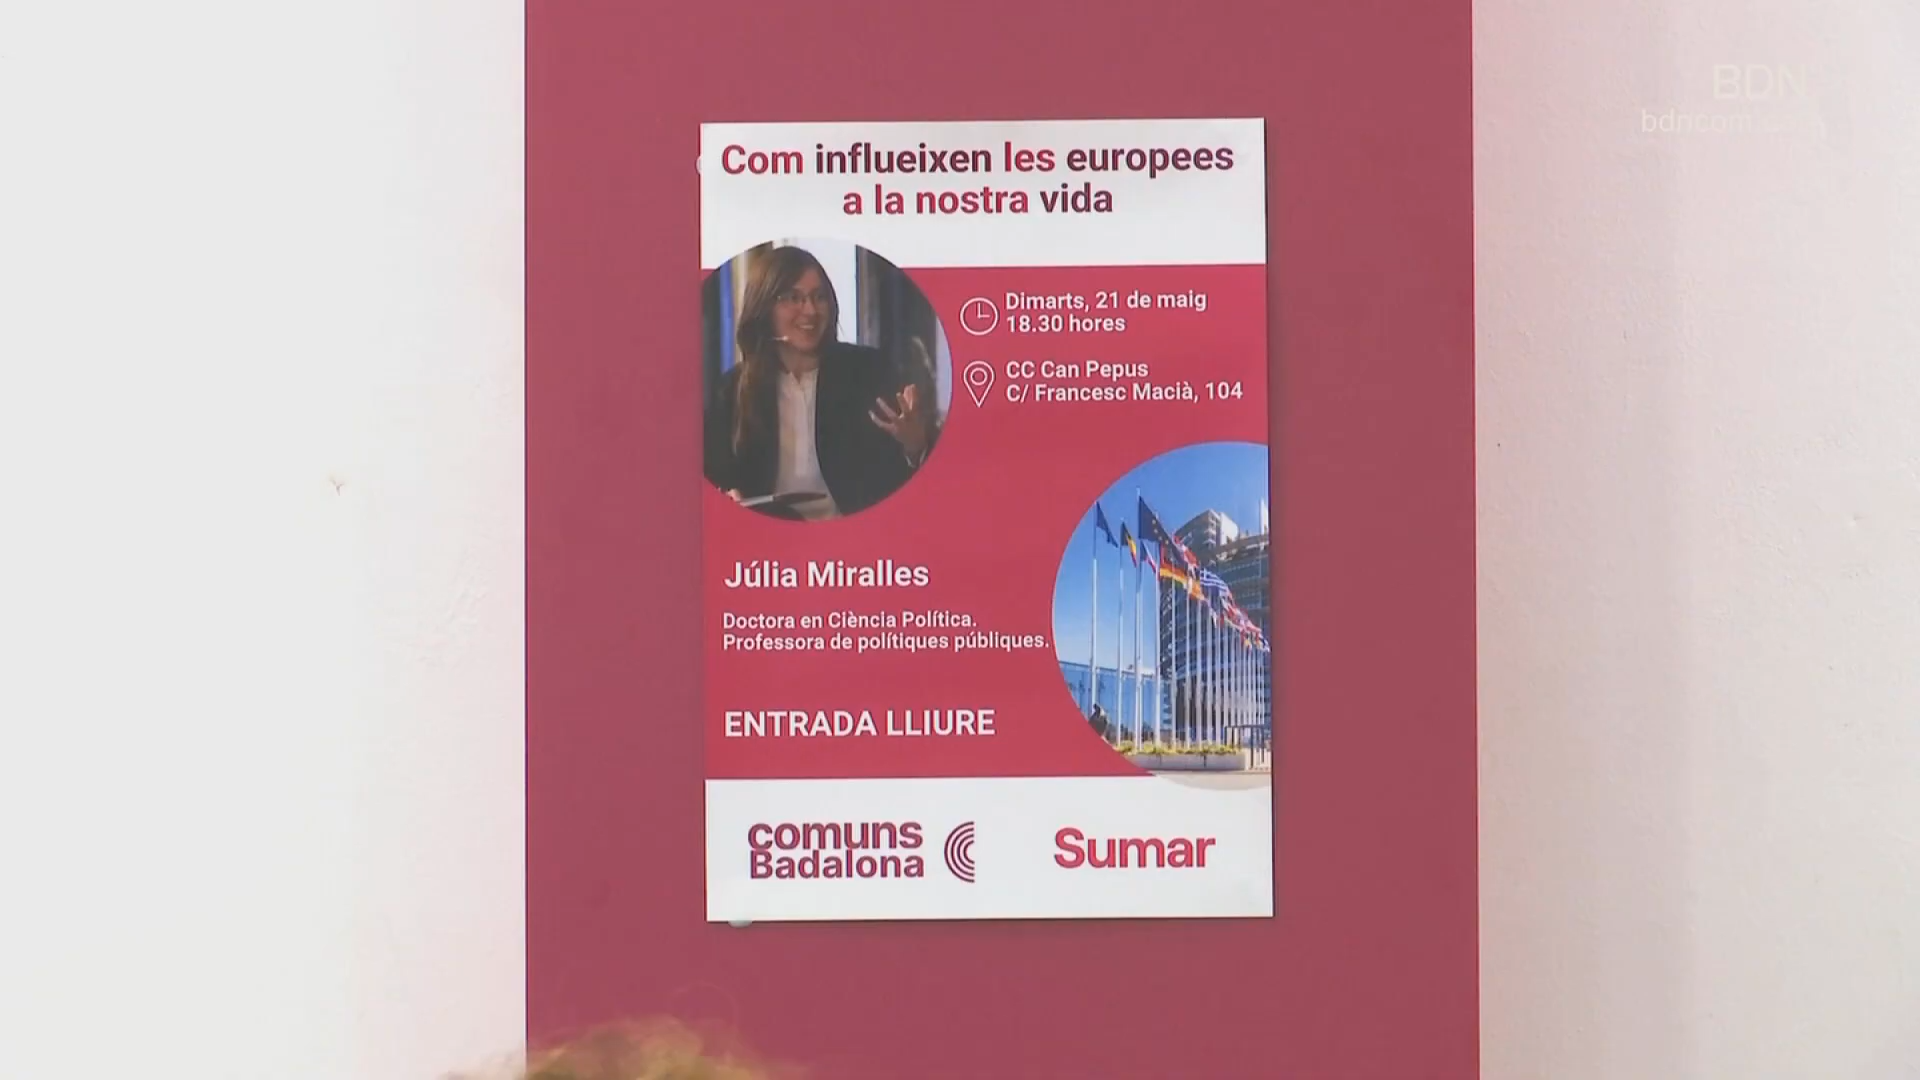 BDN
Com influeixen les europees
a la nostra vida
Dimarts, 21 de maig
18.30 hores
CC Can Pepus
C/ Francesc Macià, 104
Júlia Miralles
Doctora en Ciència Política.
Professora de polítiques públiques.
ENTRADA LLIURE
comuns
Badalona
Sumar